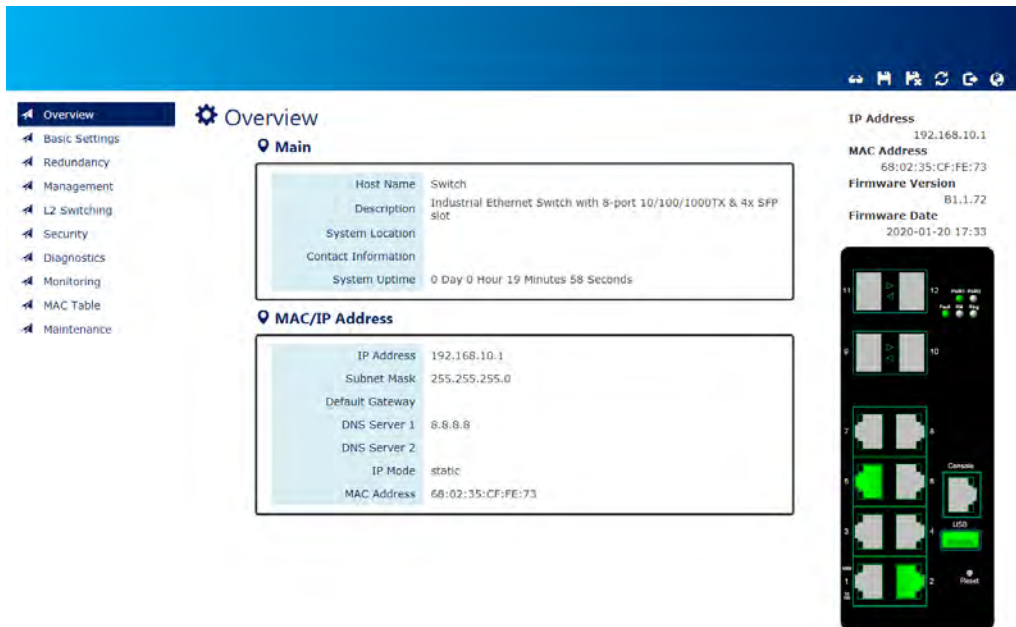 Overview
Basic Settings
Redundancy
Management
L2 Switching
Security
Diagnostics
Monitoring
MAC Table
Maintenance
Overview
Main
Host Name Switch
Description Industrial Ethernet Switch with 8-port 10/100/1000TX & 4x SFP
slot
System Location
Contact Information
System Uptime 0 Day 0 Hour 19 Minutes 58 Seconds
MAC/IP Address
IP Address 192.168.10.1
Subnet Mask 255.255.255.0
Default Gateway
DNS Server 1 8.8.8.8
DNS Server 2
IP Mode static
MAC Address 68:02:35:CF:FE:73
IP Address
192.168.10.1
MAC Address
68:02:35:CF:FE:73
Firmware Version
B1.1.72
Firmware Date
2020-01-20 17:33
11 12 PWR1 PWR2
Fault RM Ring
9 10
7 8
Console
5 6
USB
3 4
1 2
Reset